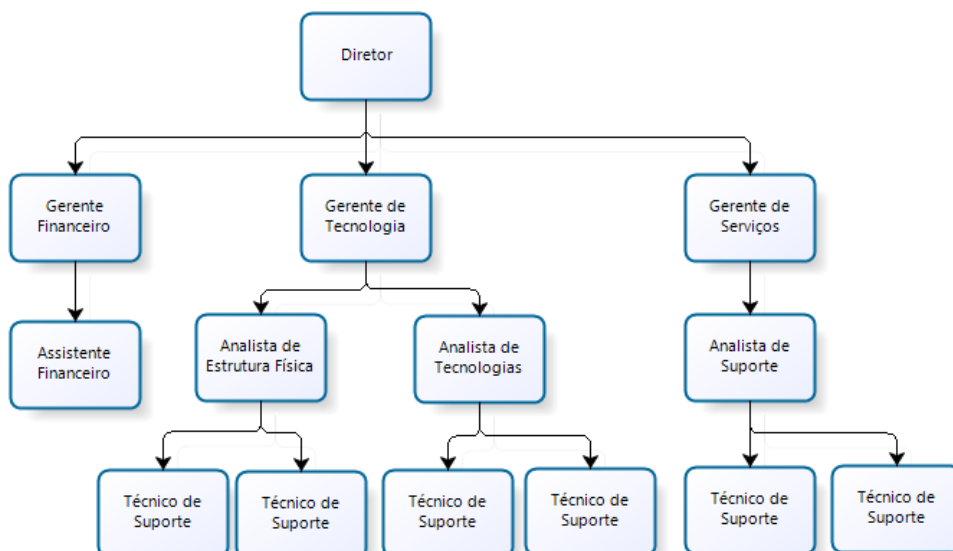 Diretor
Gerente
Financeiro
Gerente de
Tecnologia
Gerente de
Serviços
Assistente
Financeiro
Analista de
Estrutura Física
Analista de
Tecnologias
Analista de
Suporte
Técnico de
Suporte
Técnico de
Suporte
Técnico de
Suporte
Técnico de
Suporte
Técnico de
Suporte
Técnico de
Suporte